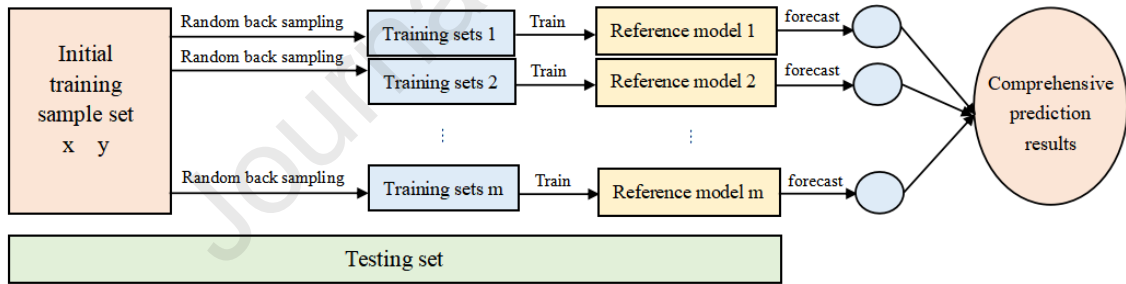 Initial
training
sample set
x y
Random back sampling
Training sets 1
Train
Reference model 1
forecast
Random back sampling
Training sets 2
Train
Reference model 2
forecast
Random back sampling
Training sets m
Train
Reference model m
forecast
Comprehensive
prediction
results
Testing set
Journa